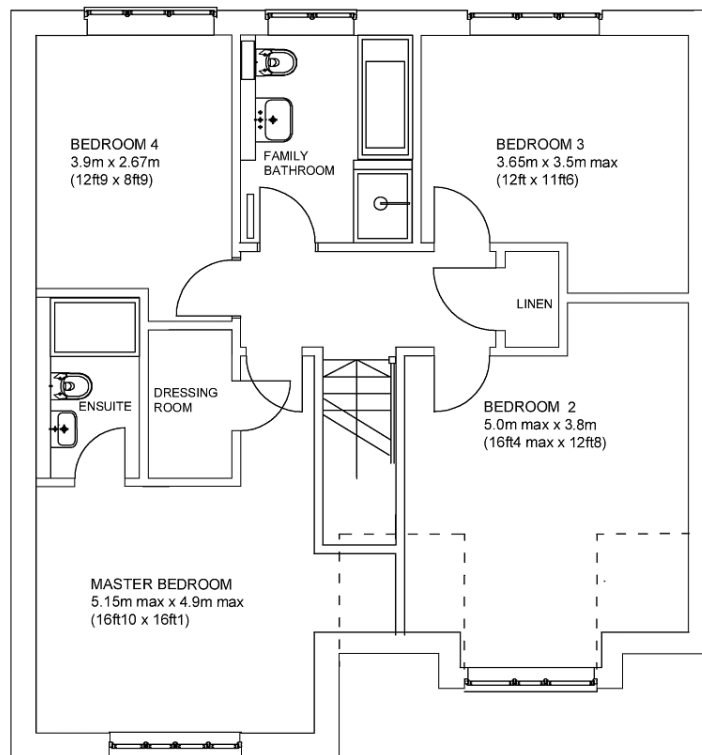 BEDROOM 4
3.9m x 2.67m
(12ft9 x 8ft9)
FAMILY
BATHROOM
BEDROOM 3
3.65m x 3.5m max
(12ft x 11ft6)
LINEN
ENSUITE
DRESSING
ROOM
BEDROOM 2
5.0m max x 3.8m
(16ft4 max x 12ft8)
MASTER BEDROOM
5.15m max x 4.9m max
(16ft10 x 16ft1)